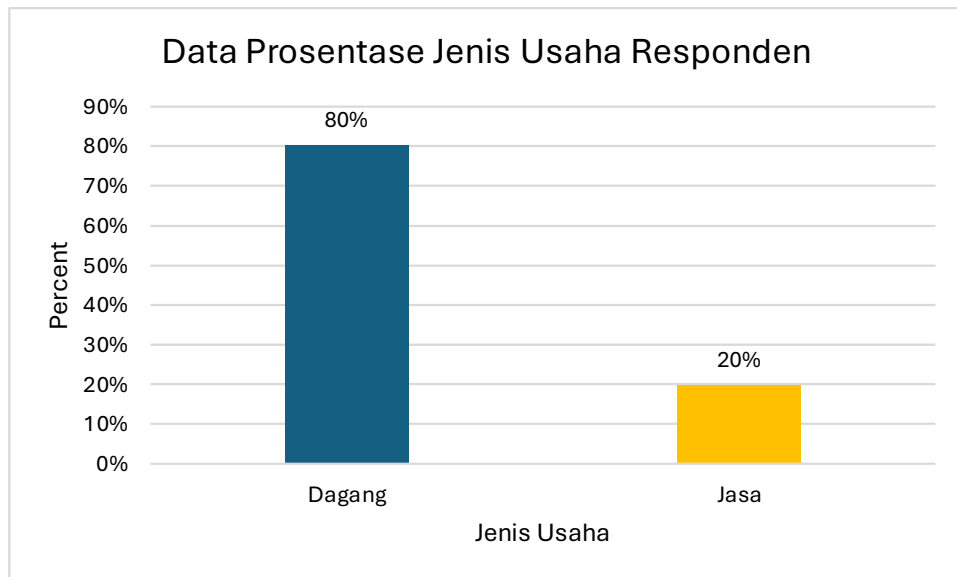 Data Prosentase Jenis Usaha Responden
90%
80%
80%
70%
60%
50%
40%
30%
20%
20%
10%
0%
Percent
Dagang
Jasa
Jenis Usaha